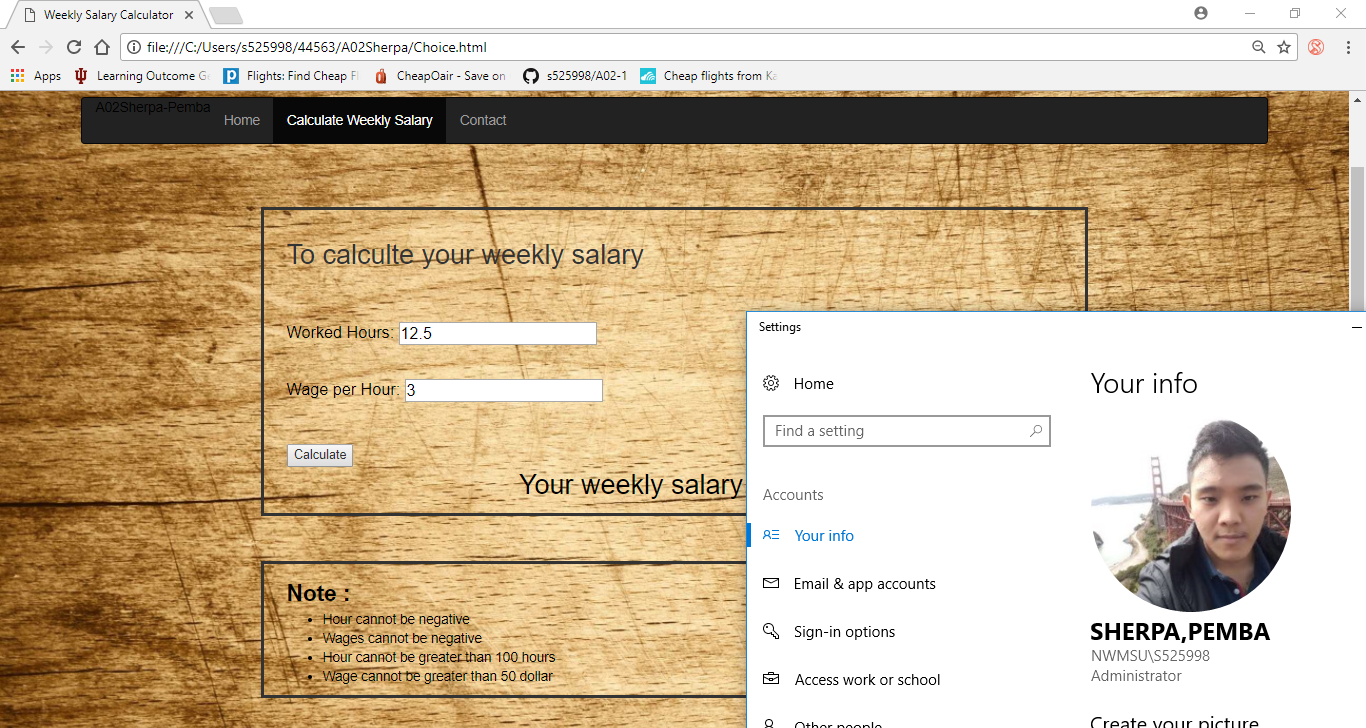 Weekly Salary Calculator
file:///C:/Users/s525998/44563/A02Sherpa/Choice.html
Apps
Learning Outcome G
Flights: Find Cheap F
CheapOair - Save on
s525998/A02-1
Cheap flights from Ka
A02Sherpa-Pemba
Home
Calculate Weekly Salary
Contact
To calculte your weekly salary
Worked Hours: 12.5
Wage per Hour: 3
Calculate
Your weekly salary
Note :
Hour cannot be negative
Wages cannot be negative
Hour cannot be greater than 100 hours
Wage cannot be greater than 50 dollar
Settings
Home
Find a setting
Accounts
Your info
Email & app accounts
Sign-in options
Access work or school
Other people
Your info
SHERPA,PEMBA
NWMSU\S525998
Administrator
Create your picture